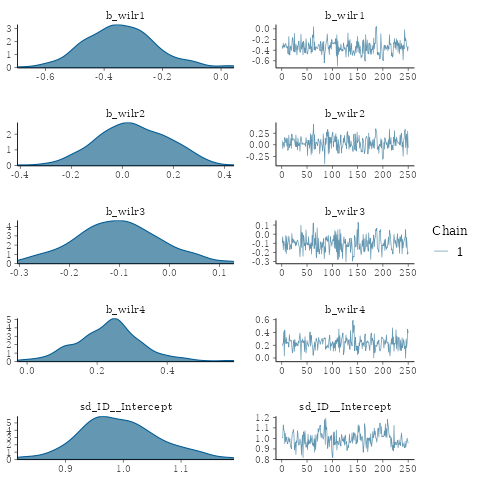 b_wilr1
b_wilr1
3
2
1
0
-0.6 -0.4 -0.2 0.0
0.0
-0.2
-0.4
-0.6
0 50 100 150 200 250
b_wilr2
b_wilr2
2
1
0
-0.4 -0.2 0.0 0.2 0.4
0.25
0.00
-0.25
0 50 100 150 200 250
b_wilr3
b_wilr3
4
3
2
1
0
-0.3 -0.2 -0.1 0.0 0.1
0.1
0.0
-0.1
-0.2
-0.3
0 50 100 150 200 250
Chain
1
b_wilr4
b_wilr4
5
4
3
2
1
0
0.0 0.2 0.4
0.6
0.4
0.2
0.0
0 50 100 150 200 250
sd_ID__Intercept
sd_ID__Intercept
5
4
3
2
1
0
0.9 1.0 1.1
1.2
1.1
1.0
0.9
0.8
0 50 100 150 200 250